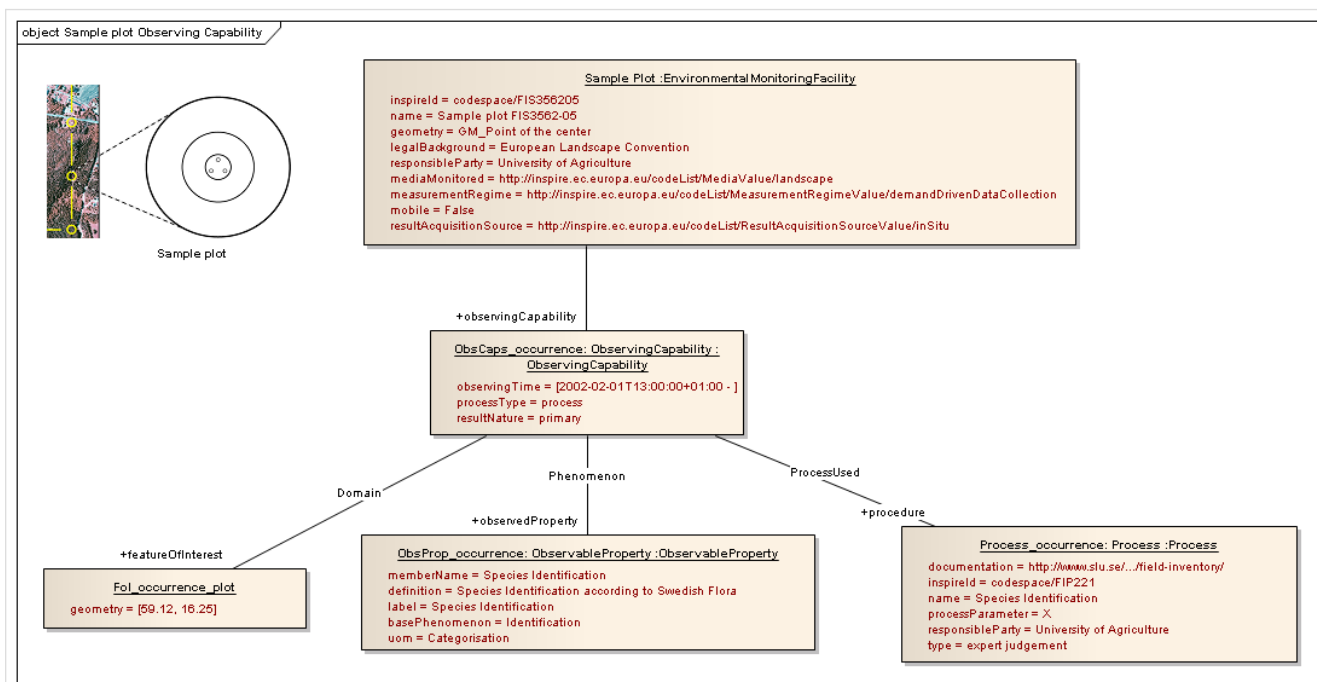 object Sample plot Observing Capability
Sample plot
Sample Plot :EnvironmentalMonitoringFacility
inspireId = codespace/FIS356205
name = Sample plot FIS3562-05
geometry = GM_Point of the center
legalBackground = European Landscape Convention
responsibleParty = University of Agriculture
mediaMonitored = http://inspire.ec.europa.eu/codeList/MediaValue/landscape
measurementRegime = http://inspire.ec.europa.eu/codeList/MeasurementRegimeValue/demandDrivenDataCollection
mobile = False
resultAcquisitionSource = http://inspire.ec.europa.eu/codeList/ResultAcquisitionSourceValue/inSitu
+observingCapability
ObsCaps_occurrence: ObservingCapability :
ObservingCapability
observingTime = [2002-02-01T13:00:00+01:00 - ]
processType = process
resultNature = primary
Domain
Phenomenon
ProcessUsed
+featureOfInterest
+observedProperty
+procedure
FoI_occurrence_plot
geometry = [59.12, 16.25]
ObsProp_occurrence: ObservableProperty :ObservableProperty
memberName = Species Identification
definition = Species Identification according to Swedish Flora
label = Species Identification
basePhenomenon = Identification
uom = Categorisation
Process_occurrence: Process :Process
documentation = http://www.slu.se/.../field-inventory/
inspireId = codespace/FIP221
name = Species Identification
processParameter = X
responsibleParty = University of Agriculture
type = expert judgement